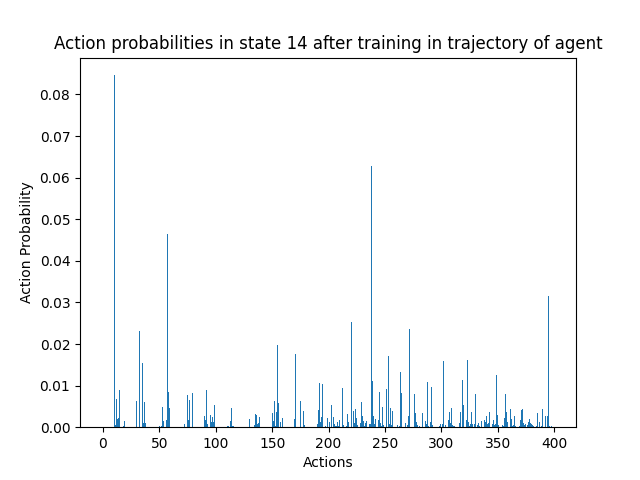 Action probabilities in state 14 after training in trajectory of agent
0.08
0.07
0.06
0.05
0.04
0.03
0.02
0.01
0.00
Action Probability
0 50 100 150 200 250 300 350 400
Actions